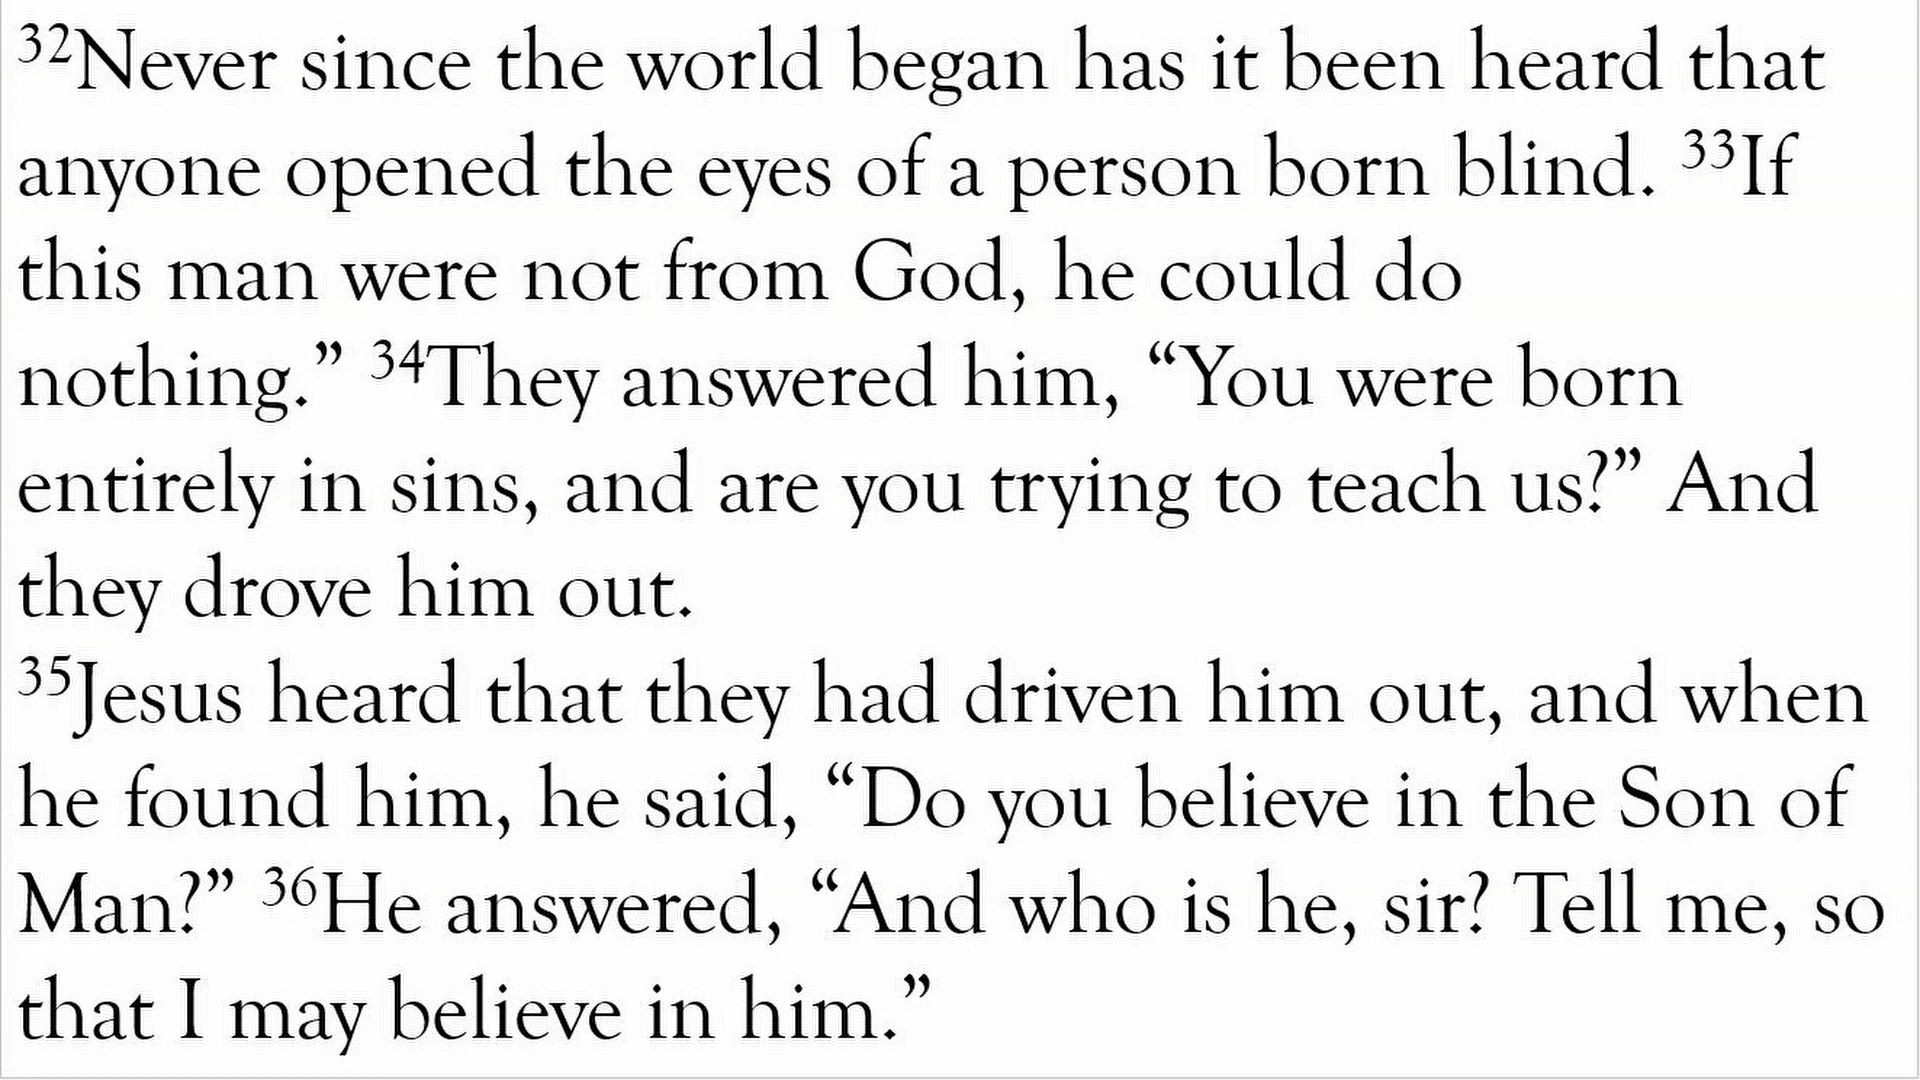 ³²Never since the world began has it been heard that
anyone opened the eyes of a person born blind. ³³If
this man were not from God, he could do
nothing.” ³⁴They answered him, “You were born
entirely in sins, and are you trying to teach us?” And
they drove him out.
³⁵Jesus heard that they had driven him out, and when
he found him, he said, “Do you believe in the Son of
Man?” ³⁶He answered, “And who is he, sir? Tell me, so
that I may believe in him.”